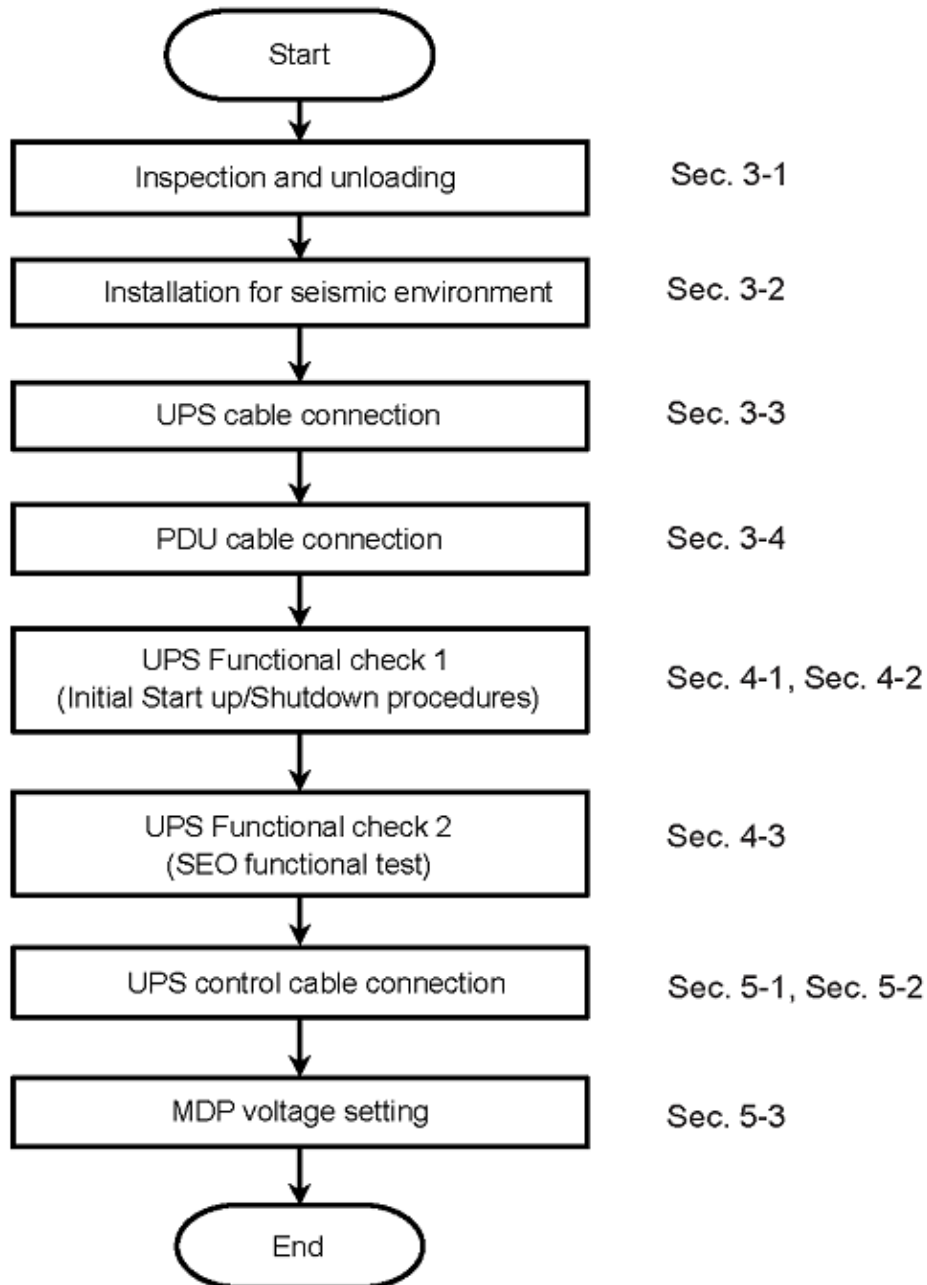 Start
Inspection and unloading
Sec. 3-1
Installation for seismic environment
Sec. 3-2
UPS cable connection
Sec. 3-3
PDU cable connection
Sec. 3-4
UPS Functional check 1
(Initial Start up/Shutdown procedures)
Sec. 4-1, Sec. 4-2
UPS Functional check 2
(SEO functional test)
Sec. 4-3
UPS control cable connection
Sec. 5-1, Sec. 5-2
MDP voltage setting
Sec. 5-3
End